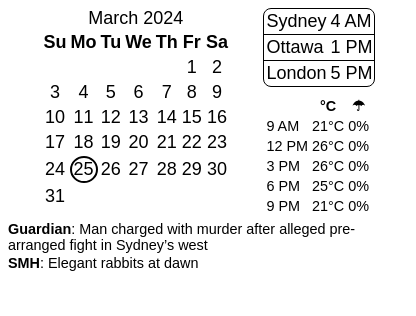 March 2024
Su Mo Tu We Th Fr Sa
1 2
3 4 5 6 7 8 9
10 11 12 13 14 15 16
17 18 19 20 21 22 23
24 25 26 27 28 29 30
31
Sydney 4 AM
Ottawa 1 PM
London 5 PM
°C ☂
9 AM 21°C 0%
12 PM 26°C 0%
3 PM 26°C 0%
6 PM 25°C 0%
9 PM 21°C 0%
Guardian: Man charged with murder after alleged pre-
arranged fight in Sydney’s west
SMH: Elegant rabbits at dawn